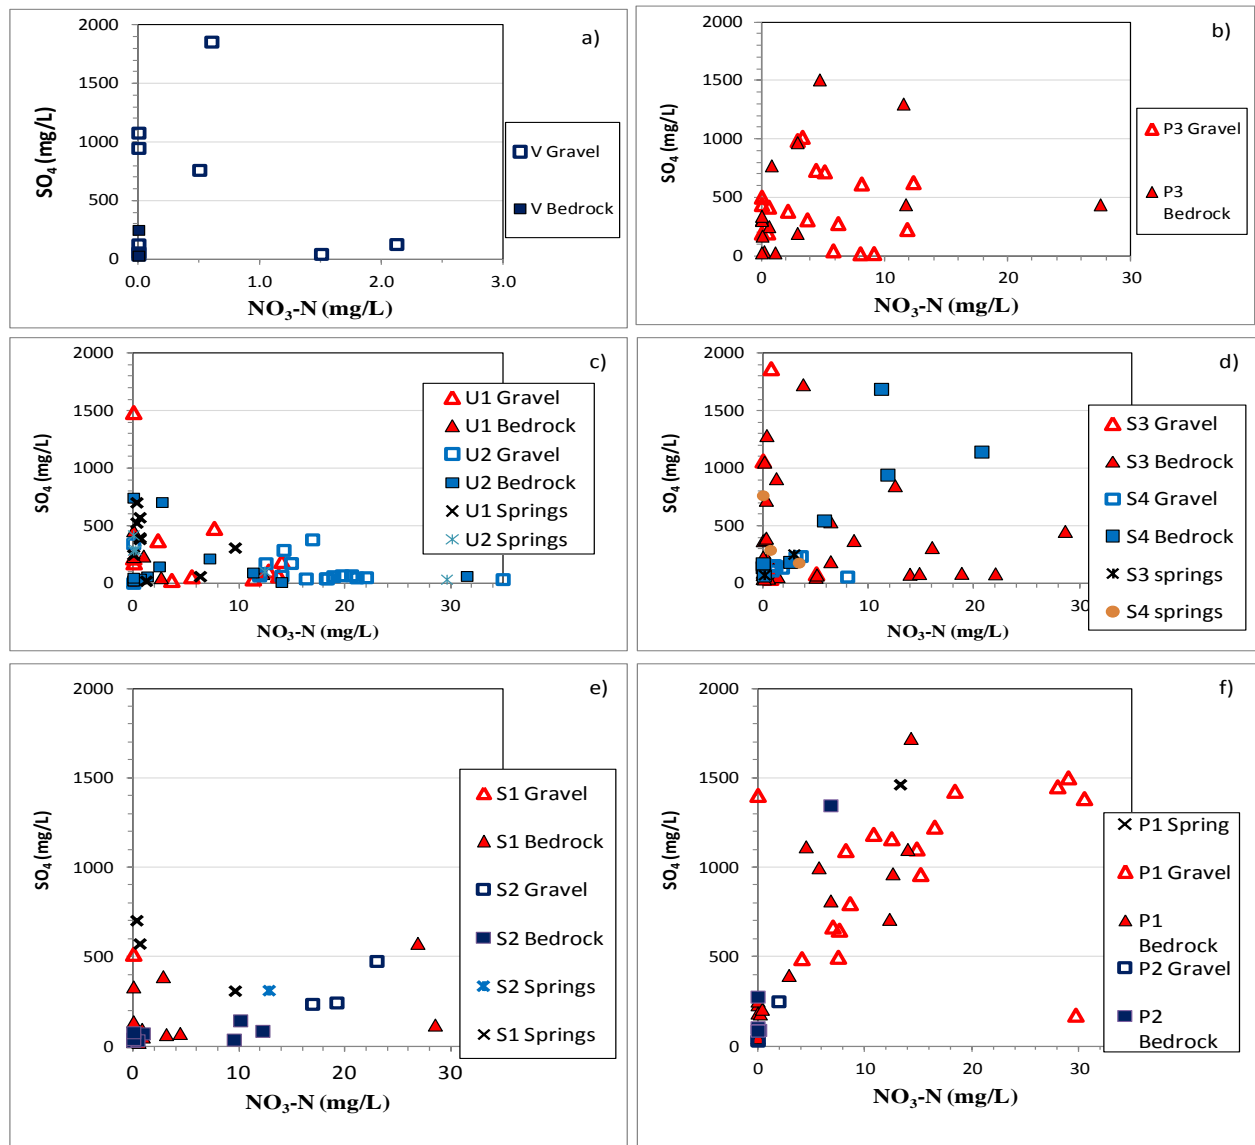 a)
2000
1500
1000
500
0
SO4 (mg/L)
0.0 1.0 2.0 3.0
NO3-N (mg/L)
V Gravel
V Bedrock
b)
2000
1500
1000
500
0
SO4 (mg/L)
0 10 20 30
NO3-N (mg/L)
P3 Gravel
P3
Bedrock
c)
2000
1500
1000
500
0
SO4 (mg/L)
0 10 20 30
NO3-N (mg/L)
U1 Gravel
U1 Bedrock
U2 Gravel
U2 Bedrock
U1 Springs
U2 Springs
d)
2000
1500
1000
500
0
SO4 (mg/L)
0 10 20 30
NO3-N (mg/L)
S3 Gravel
S3 Bedrock
S4 Gravel
S4 Bedrock
S3 springs
S4 springs
e)
2000
1500
1000
500
0
SO4 (mg/L)
0 10 20 30
NO3-N (mg/L)
S1 Gravel
S1 Bedrock
S2 Gravel
S2 Bedrock
S2 Springs
S1 Springs
f)
2000
1500
1000
500
0
SO4 (mg/L)
0 10 20 30
NO3-N (mg/L)
P1 Spring
P1 Gravel
P1
Bedrock
P2 Gravel
P2
Bedrock